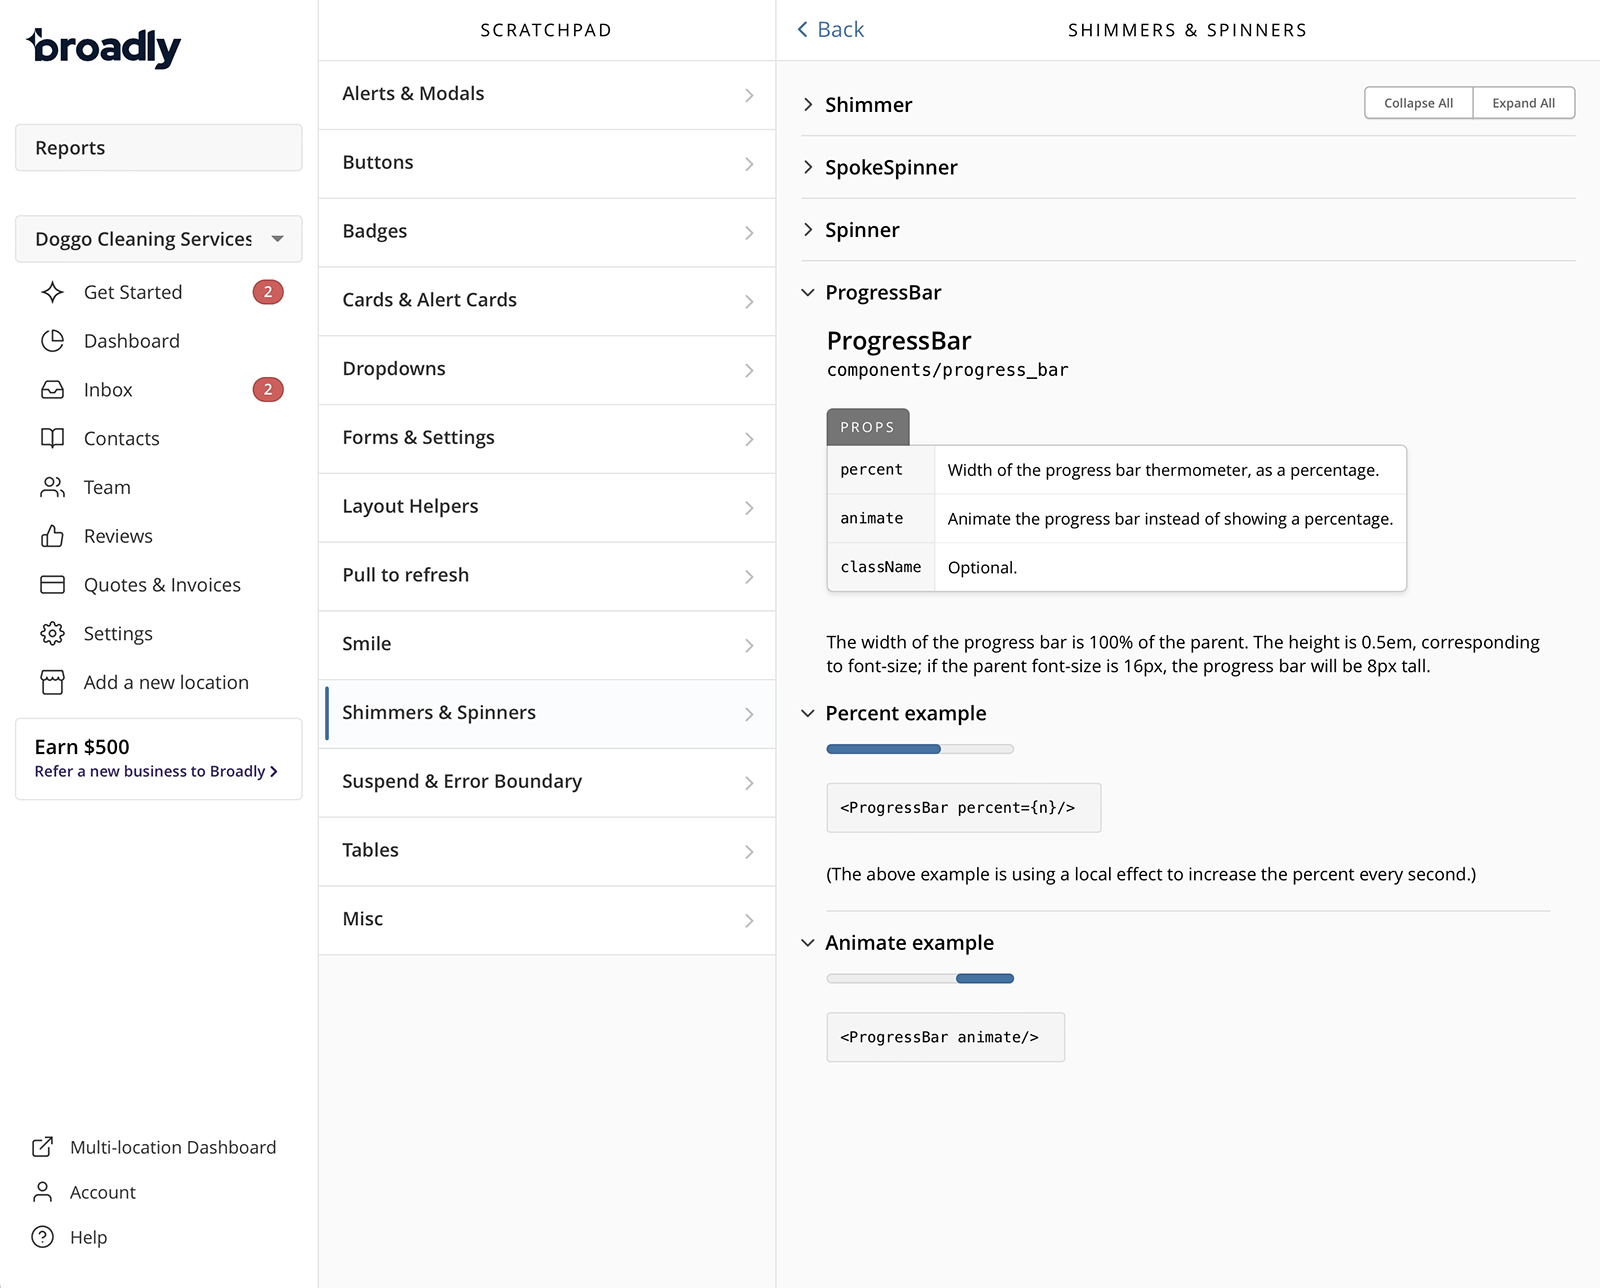 broadly
Reports
Doggo Cleaning Services
Get Started
2
Dashboard
Inbox
2
Contacts
Team
Reviews
Quotes & Invoices
Settings
Add a new location
Earn $500
Refer a new business to Broadly
Multi-location Dashboard
Account
Help
SCRATCHPAD
Alerts & Modals
Buttons
Badges
Cards & Alert Cards
Dropdowns
Forms & Settings
Layout Helpers
Pull to refresh
Smile
Shimmers & Spinners
Suspend & Error Boundary
Tables
Misc
Back
SHIMMERS & SPINNERS
Shimmer
Collapse All
Expand All
SpokeSpinner
Spinner
ProgressBar
ProgressBar
components/progress_bar
PROPS
percent
Width of the progress bar thermometer, as a percentage.
animate
Animate the progress bar instead of showing a percentage.
className
Optional.
The width of the progress bar is 100% of the parent. The height is 0.5em, corresponding
to font-size; if the parent font-size is 16px, the progress bar will be 8px tall.
Percent example
<ProgressBar percent={n}/>
(The above example is using a local effect to increase the percent every second.)
Animate example
<ProgressBar animate/>